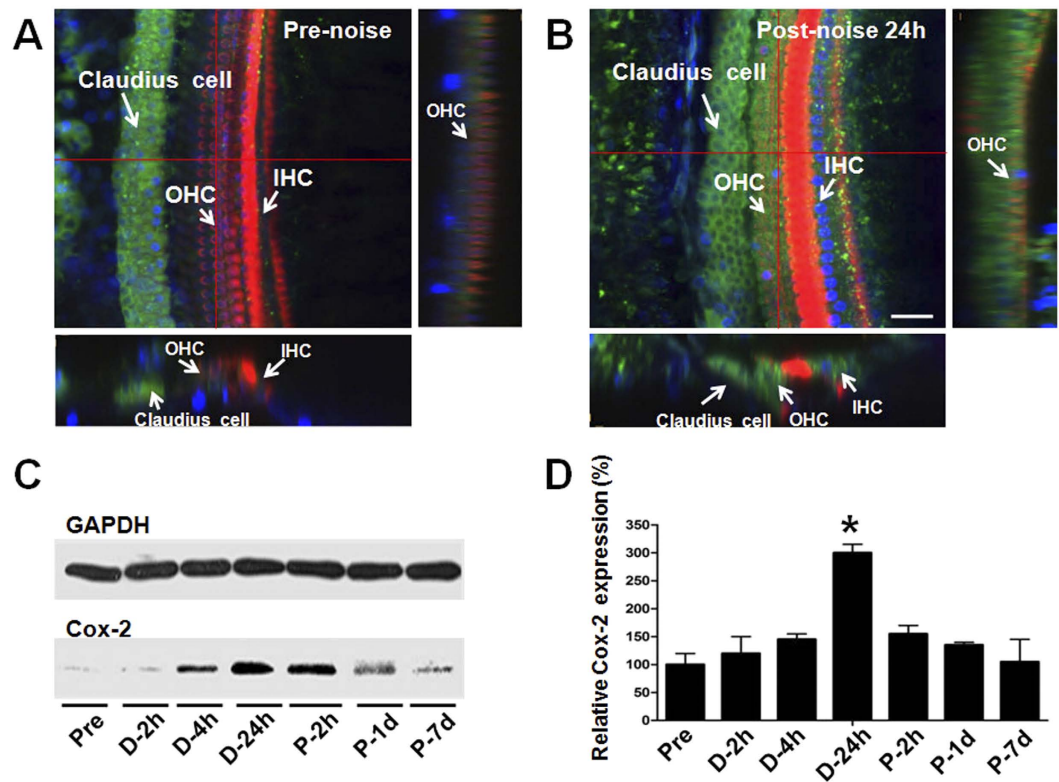 A
Pre-noise
Claudius cell
OHC
IHC
OHC
OHC
IHC
Claudius cell
B
Post-noise 24h
Claudius cell
OHC
IHC
OHC
Claudius cell
OHC
IHC
C
GAPDH
Cox-2
Pre
D-2h
D-4h
D-24h
P-2h
P-1d
P-7d
D
Relative Cox-2 expression (%)
350
300
250
200
150
100
50
0
*
Pre
D-2h
D-4h
D-24h
P-2h
P-1d
P-7d